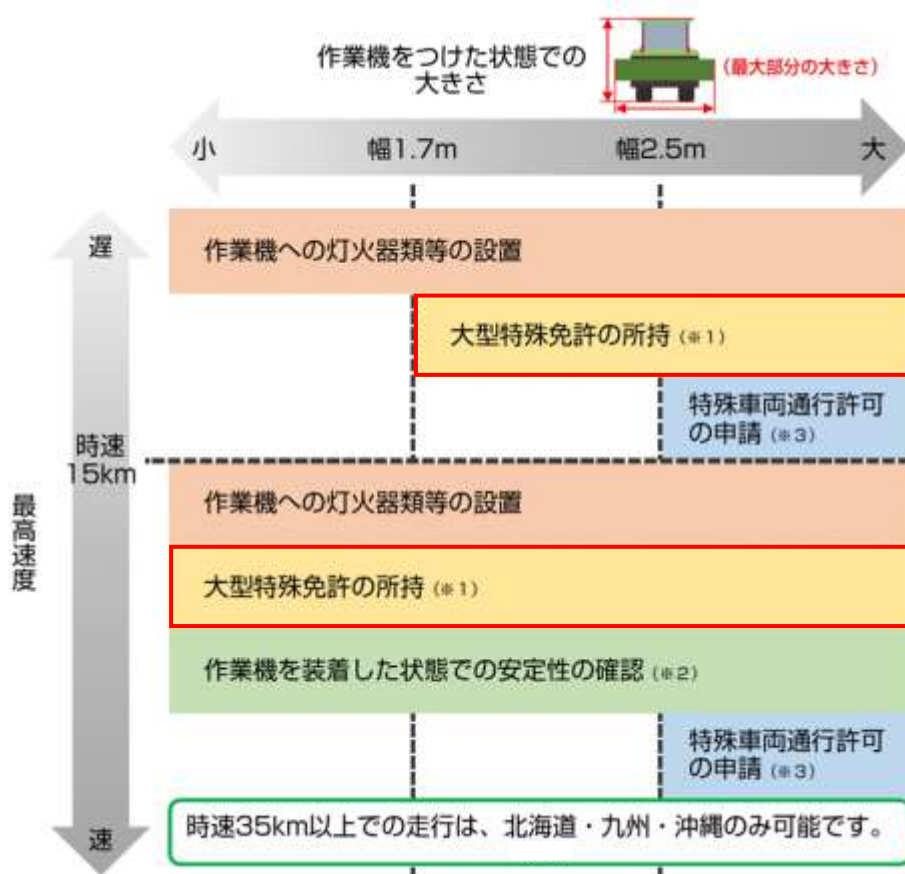 作業機をつけた状態での
大きさ
(最大部分の大きさ)
小
幅1.7m
幅2.5m
大
遅
作業機への灯火器類等の設置
大型特殊免許の所持 (※1)
特殊車両通行許可
の申請 (※3)
時速
15km
最高速度
作業機への灯火器類等の設置
大型特殊免許の所持 (※1)
作業機を装着した状態での安定性の確認 (※2)
特殊車両通行許可
の申請 (※3)
時速35km以上での走行は、北海道・九州・沖縄のみ可能です。
速